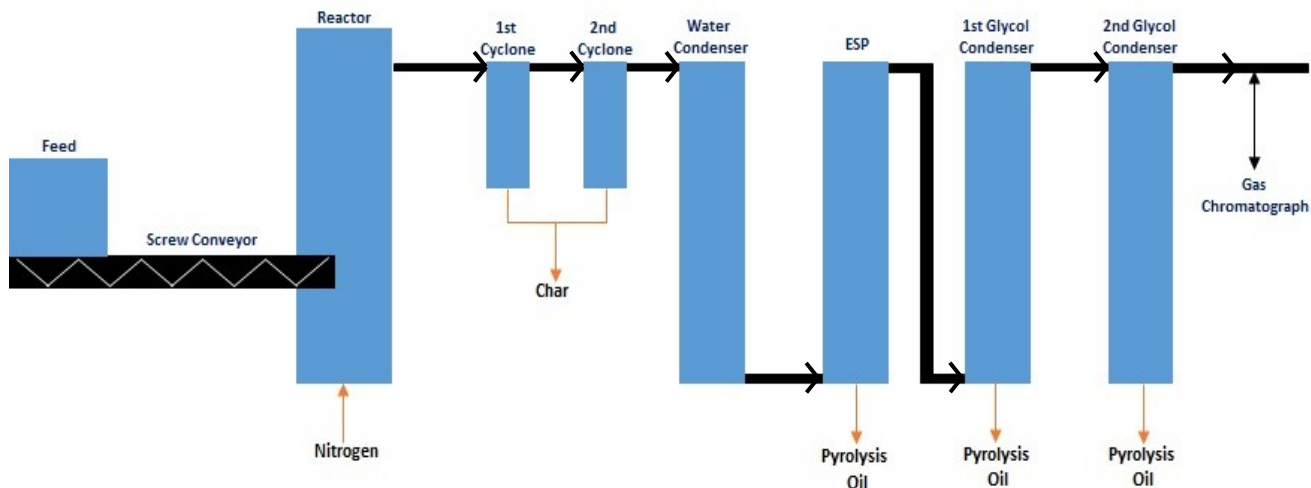 Reactor
1st
Cyclone
2nd
Cyclone
Water
Condenser
ESP
1st Glycol
Condenser
2nd Glycol
Condenser
Feed
Screw Conveyor
Gas
Chromatograph
Char
Nitrogen
Pyrolysis
Oil
Pyrolysis
Oil
Pyrolysis
Oil